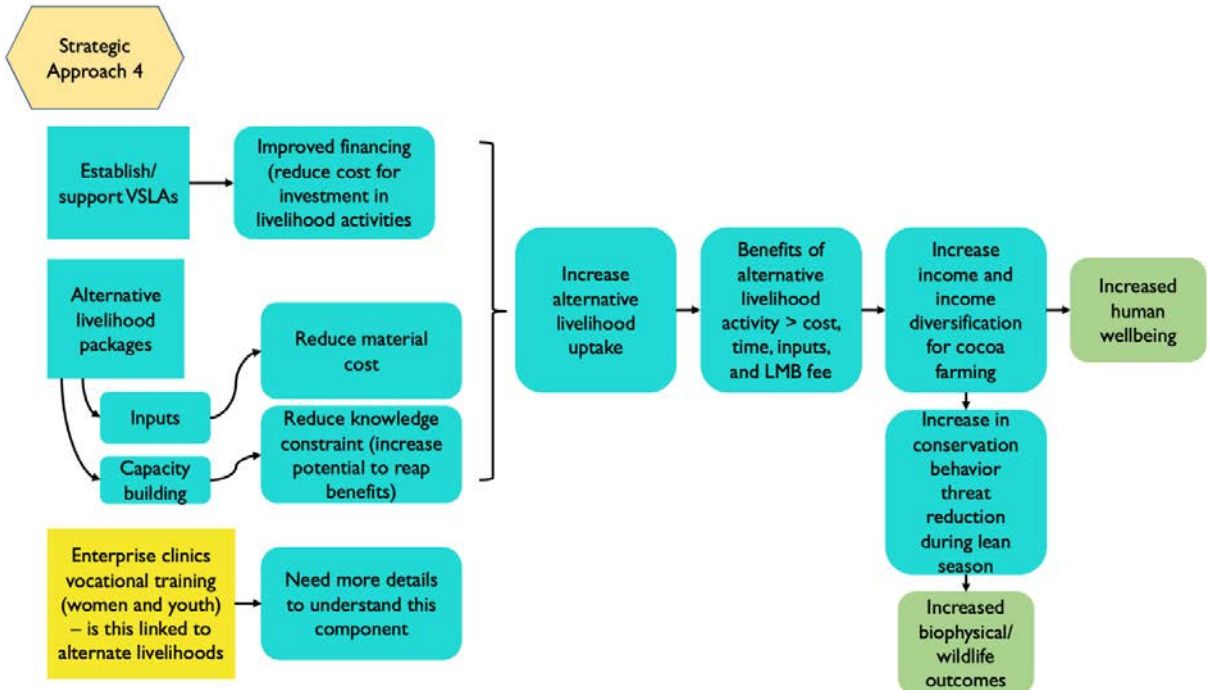 Strategic
Approach 4
Establish/
support VSLAs
Improved financing
(reduce cost for
investment in
livelihood activities
Alternative
livelihood
packages
Inputs
Capacity
building
Reduce material
cost
Reduce knowledge
constraint (increase
potential to reap
benefits)
Enterprise clinics
vocational training
(women and youth)
– is this linked to
alternate livelihoods
Need more details
to understand this
component
Increase
alternative
livelihood
uptake
Benefits of
alternative
livelihood
activity > cost,
time, inputs,
and LMB fee
Increase
income and
income
diversification
for cocoa
farming
Increased
human
wellbeing
Increase in
conservation
behavior
threat
reduction
during lean
season
Increased
biophysical/
wildlife
outcomes